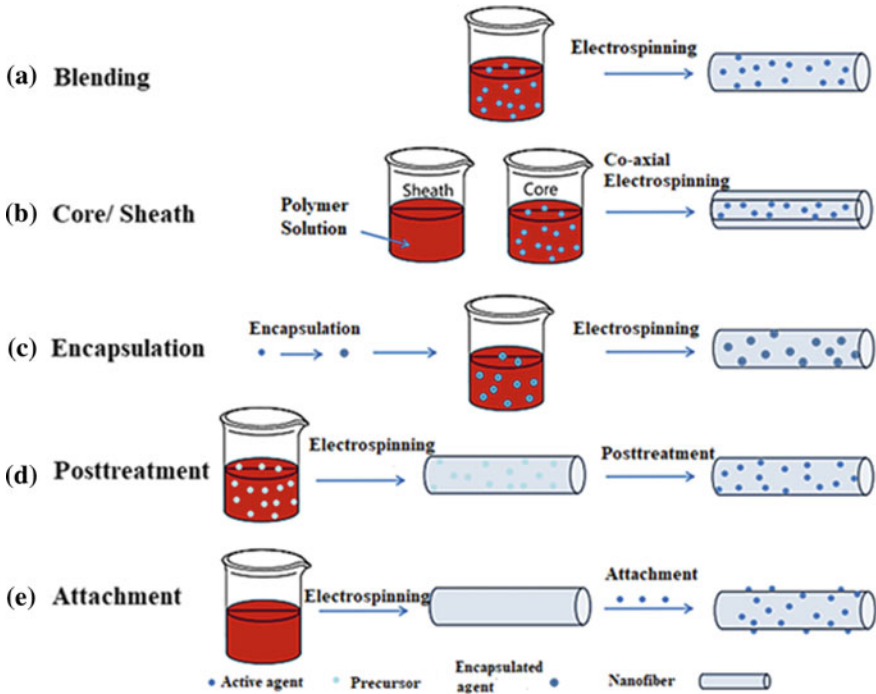 (a) Blending
Electrospinning
(b) Core/ Sheath
Polymer
Solution
Sheath
Core
Co-axial
Electrospinning
(c) Encapsulation
Encapsulation
Electrospinning
(d) Posttreatment
Electrospinning
Posttreatment
(e) Attachment
Electrospinning
Attachment
Active agent
Precursor
Encapsulated
agent
Nanofiber